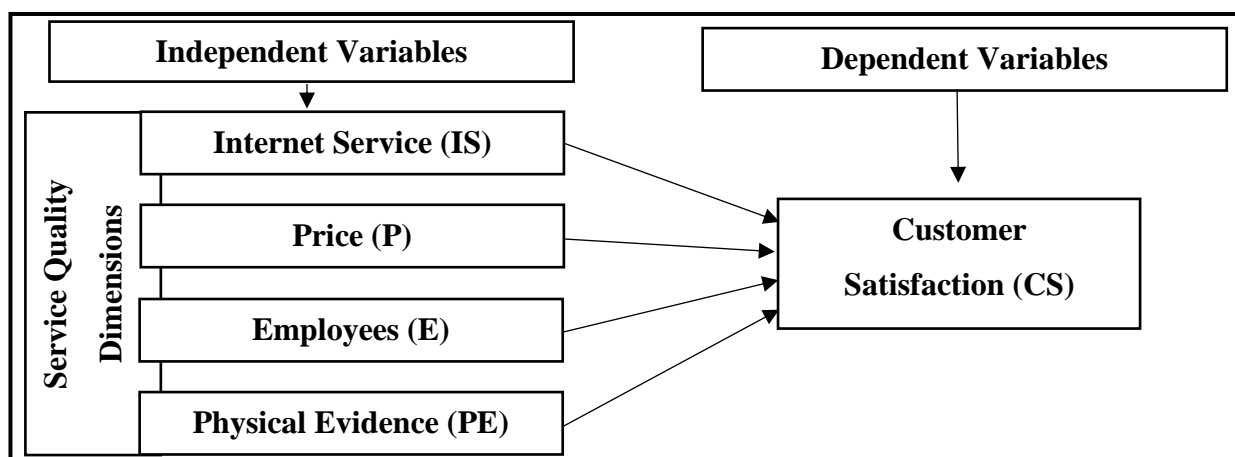 Independent Variables
Dependent Variables
Service Quality
Dimensions
Internet Service (IS)
Price (P)
Employees (E)
Physical Evidence (PE)
Customer
Satisfaction (CS)